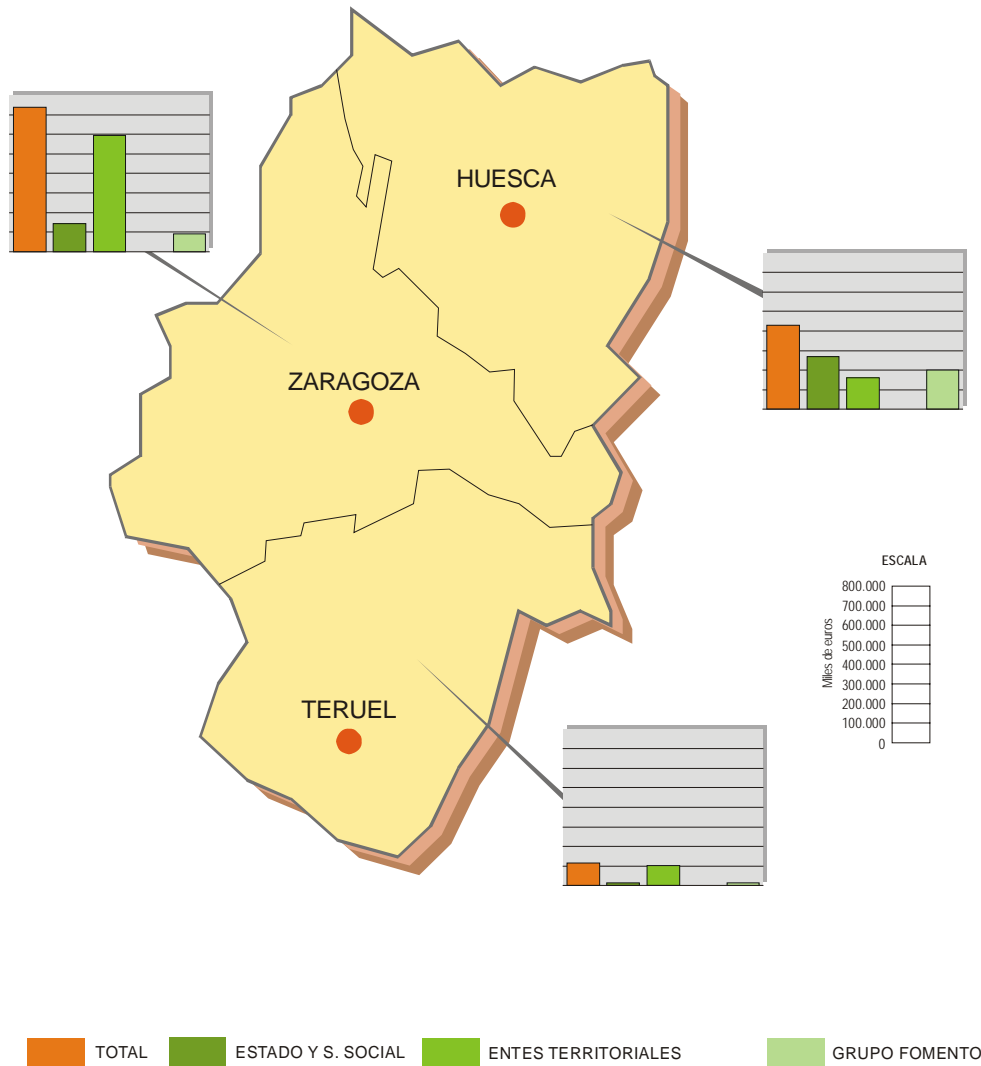 HUESCA
ZARAGOZA
TERUEL
ESCALA
Miles de euros
800.000
700.000
600.000
500.000
400.000
300.000
200.000
100.000
0
TOTAL ESTADO Y S. SOCIAL ENTES TERRITORIALES GRUPO FOMENTO